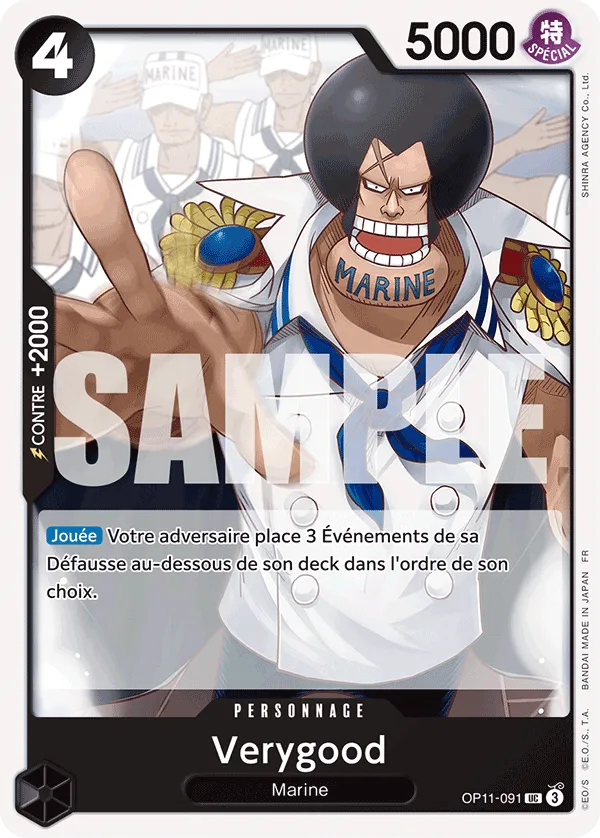 4
5000
特
SPÉCIAL
MARINE
MARINE
MARINE
CONTRE +2000
SAMPLE
Jouée Votre adversaire place 3 Événements de sa
Défausse au-dessous de son deck dans l'ordre de son
choix.
PERSONNAGE
Verygood
Marine
OP11-091 UC 3
SHINRA AGENCY Co., Ltd.
BANDAI MADE IN JAPAN FR
©E.O./S., T.A.
©EO/S